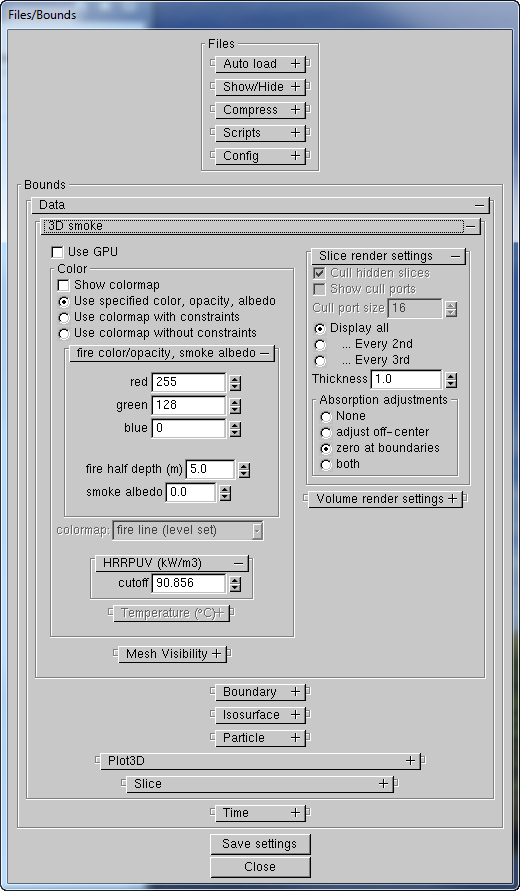 Files/Bounds
Files
Auto load +
Show/Hide +
Compress +
Scripts +
Config +
Bounds
Data −
3D smoke −
Use GPU
Color
Show colormap
Use specified color, opacity, albedo
Use colormap with constraints
Use colormap without constraints
fire color/opacity, smoke albedo −
red 255
green 128
blue 0
fire half depth (m) 5.0
smoke albedo 0.0
colormap: fire line (level set)
HRRPUV (kW/m3) −
cutoff 90.856
Temperature (°C) +
Mesh Visibility +
Slice render settings −
Cull hidden slices
Show cull ports
Cull port size 16
Display all
... Every 2nd
... Every 3rd
Thickness 1.0
Absorption adjustments
None
adjust off-center
zero at boundaries
both
Volume render settings +
Boundary +
Isosurface +
Particle +
Plot3D +
Slice +
Time +
Save settings
Close